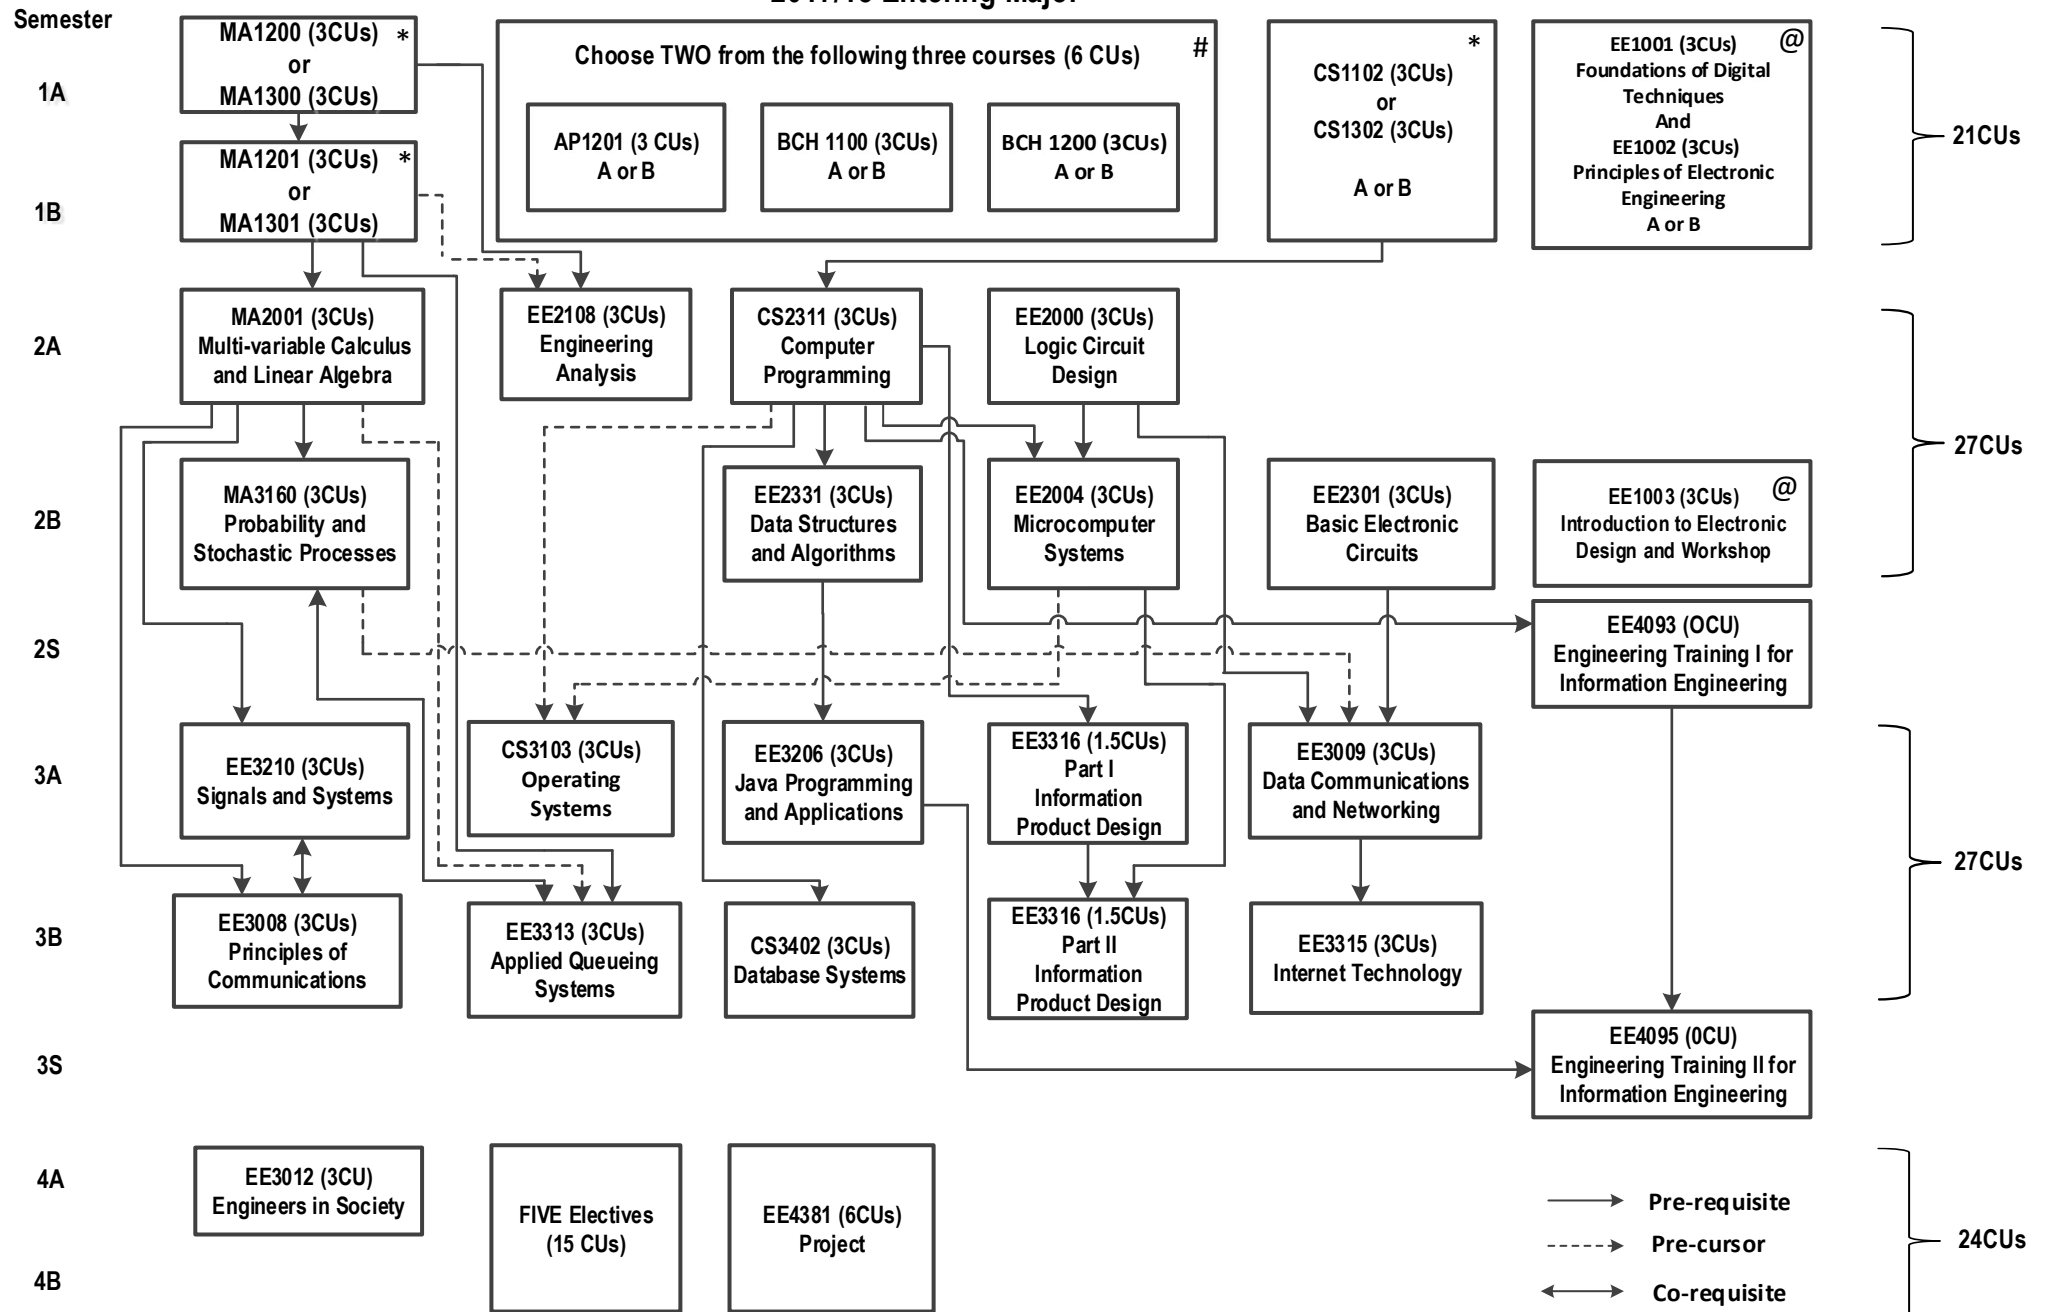 2017/18 Entering Major
Semester
1A
1B
2A
2B
2S
3A
3B
3S
4A
4B
MA1200 (3CUs) *
or
MA1300 (3CUs)
MA1201 (3CUs) *
or
MA1301 (3CUs)
Choose TWO from the following three courses (6 CUs) #
AP1201 (3 CUs)
A or B
BCH 1100 (3CUs)
A or B
BCH 1200 (3CUs)
A or B
*
CS1102 (3CUs)
or
CS1302 (3CUs)
A or B
EE1001 (3CUs) @
Foundations of Digital
Techniques
And
EE1002 (3CUs)
Principles of Electronic
Engineering
A or B
21CUs
MA2001 (3CUs)
Multi-variable Calculus
and Linear Algebra
EE2108 (3CUs)
Engineering
Analysis
CS2311 (3CUs)
Computer
Programming
EE2000 (3CUs)
Logic Circuit
Design
27CUs
MA3160 (3CUs)
Probability and
Stochastic Processes
EE2331 (3CUs)
Data Structures
and Algorithms
EE2004 (3CUs)
Microcomputer
Systems
EE2301 (3CUs)
Basic Electronic
Circuits
EE1003 (3CUs) @
Introduction to Electronic
Design and Workshop
EE4093 (OCU)
Engineering Training I for
Information Engineering
EE3210 (3CUs)
Signals and Systems
CS3103 (3CUs)
Operating
Systems
EE3206 (3CUs)
Java Programming
and Applications
EE3316 (1.5CUs)
Part I
Information
Product Design
EE3009 (3CUs)
Data Communications
and Networking
27CUs
EE3008 (3CUs)
Principles of
Communications
EE3313 (3CUs)
Applied Queueing
Systems
CS3402 (3CUs)
Database Systems
EE3316 (1.5CUs)
Part II
Information
Product Design
EE3315 (3CUs)
Internet Technology
EE4095 (0CU)
Engineering Training II for
Information Engineering
EE3012 (3CU)
Engineers in Society
FIVE Electives
(15 CUs)
EE4381 (6CUs)
Project
Pre-requisite
Pre-cursor
Co-requisite
24CUs